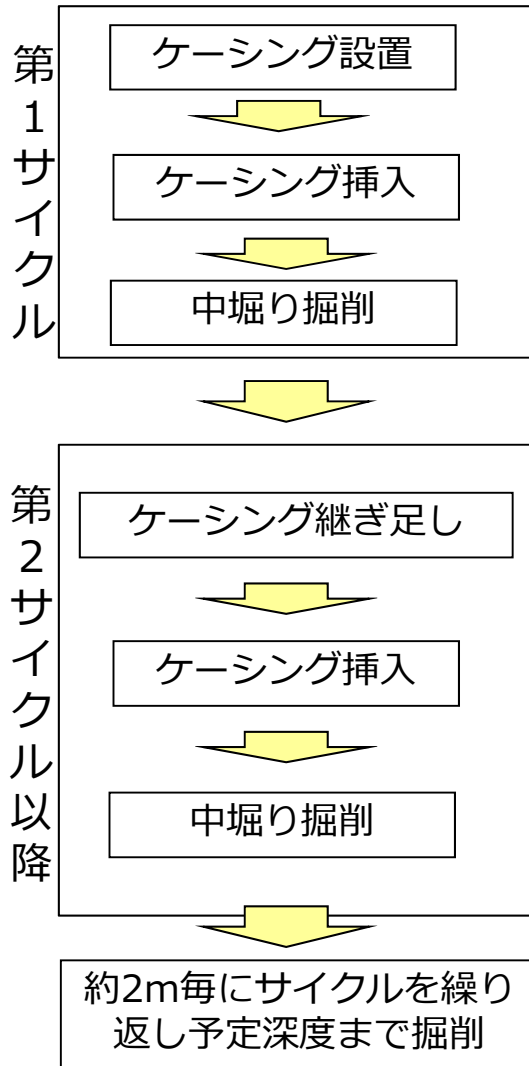 第1サイクル
ケーシング設置
ケーシング挿入
中堀り掘削
第2サイクル以降
ケーシング継ぎ足し
ケーシング挿入
中堀り掘削
約2m毎にサイクルを繰り
返し予定深度まで掘削